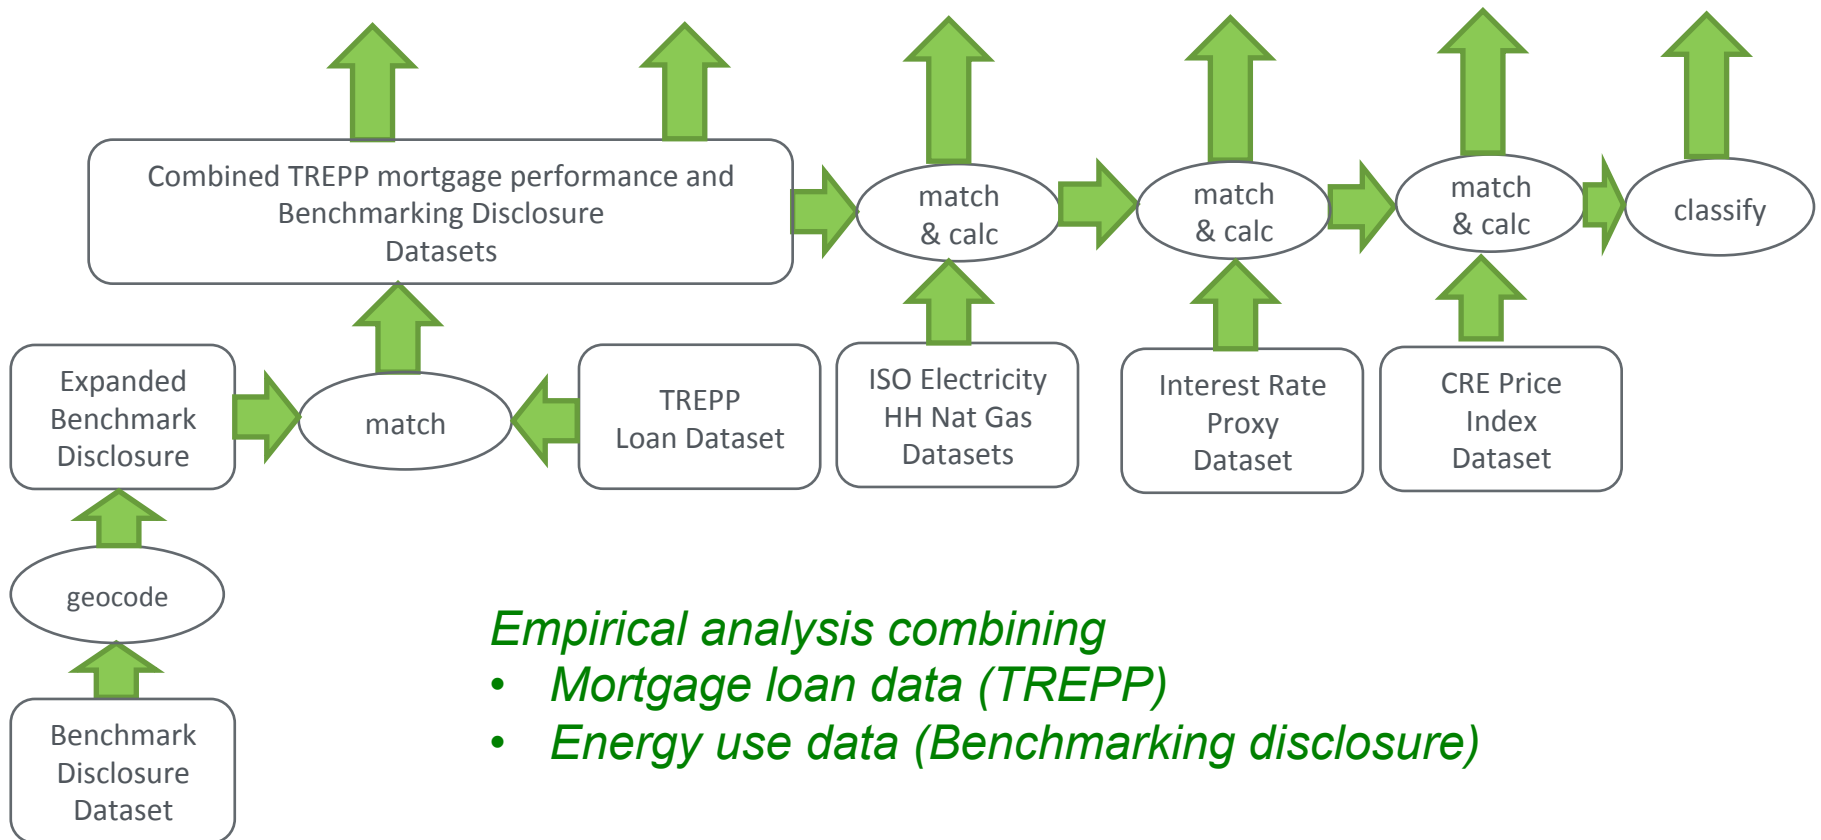 Combined TREPP mortgage performance and
Benchmarking Disclosure
Datasets
match
& calc
match
& calc
match
& calc
classify
Expanded
Benchmark
Disclosure
match
TREPP
Loan Dataset
ISO Electricity
HH Nat Gas
Datasets
Interest Rate
Proxy
Dataset
CRE Price
Index
Dataset
geocode
Benchmark
Disclosure
Dataset
Empirical analysis combining
• Mortgage loan data (TREPP)
• Energy use data (Benchmarking disclosure)